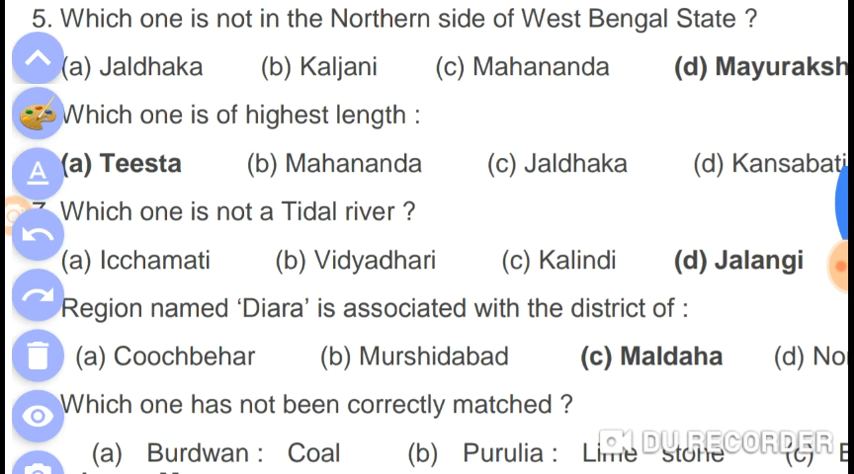 5. Which one is not in the Northern side of West Bengal State ?
(a) Jaldhaka (b) Kaljani (c) Mahananda (d) Mayuraksh
Which one is of highest length :
(a) Teesta (b) Mahananda (c) Jaldhaka (d) Kansabati
7. Which one is not a Tidal river ?
(a) Icchamati (b) Vidyadhari (c) Kalindi (d) Jalangi
Region named ‘Diara’ is associated with the district of :
(a) Coochbehar (b) Murshidabad (c) Maldaha (d) No
Which one has not been correctly matched ?
(a) Burdwan : Coal (b) Purulia : Lime stone (c)
DU RECORDER
A